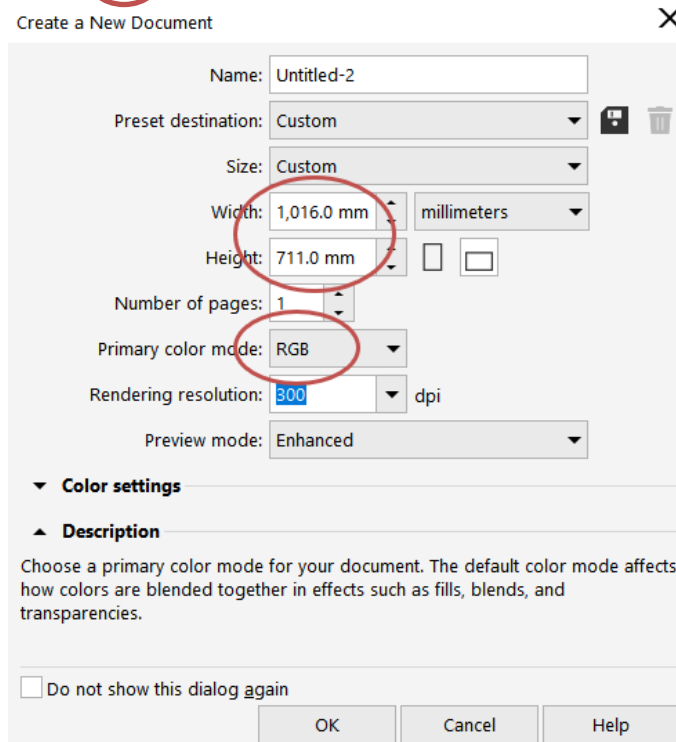 Create a New Document
Name: Untitled-2
Preset destination: Custom
Size: Custom
Width: 1,016.0 mm millimeters
Height: 711.0 mm
Number of pages: 1
Primary color mode: RGB
Rendering resolution: 300 dpi
Preview mode: Enhanced
Color settings
Description
Choose a primary color mode for your document. The default color mode affects
how colors are blended together in effects such as fills, blends, and
transparencies.
Do not show this dialog again
OK Cancel Help